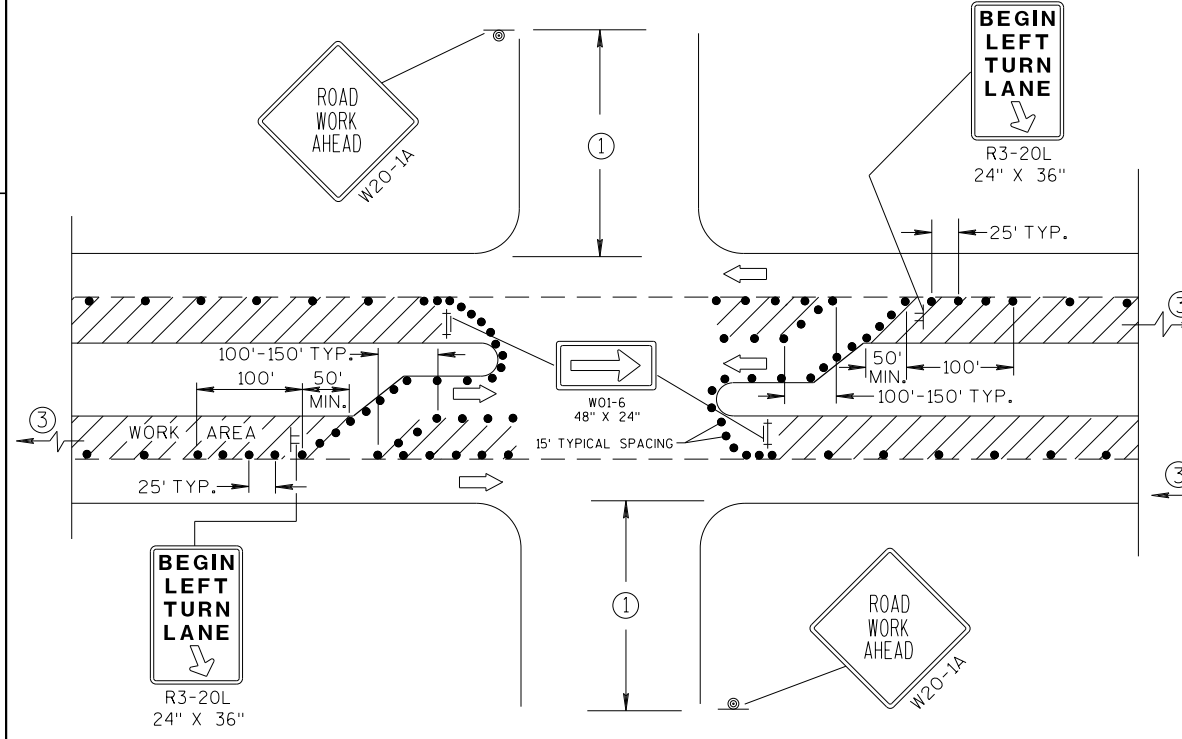 BEGIN
LEFT
TURN
LANE
R3-20L
24" X 36"
ROAD
WORK
AHEAD
W20-1A
1
25' TYP.
3
100'-150' TYP.
100'
50'
MIN.
W01-6
48" X 24"
50'
MIN.
100'
100'-150' TYP.
3
WORK AREA
15' TYPICAL SPACING
3
25' TYP.
BEGIN
LEFT
TURN
LANE
R3-20L
24" X 36"
1
ROAD
WORK
AHEAD
W20-1A